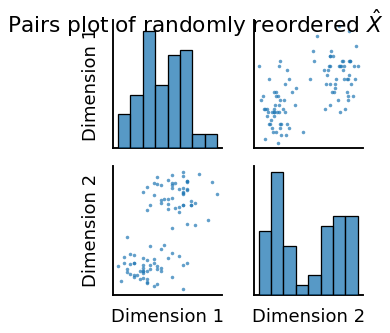 Pairs plot of randomly reordered X̂
Dimension 1
Dimension 2
Dimension 1
Dimension 2